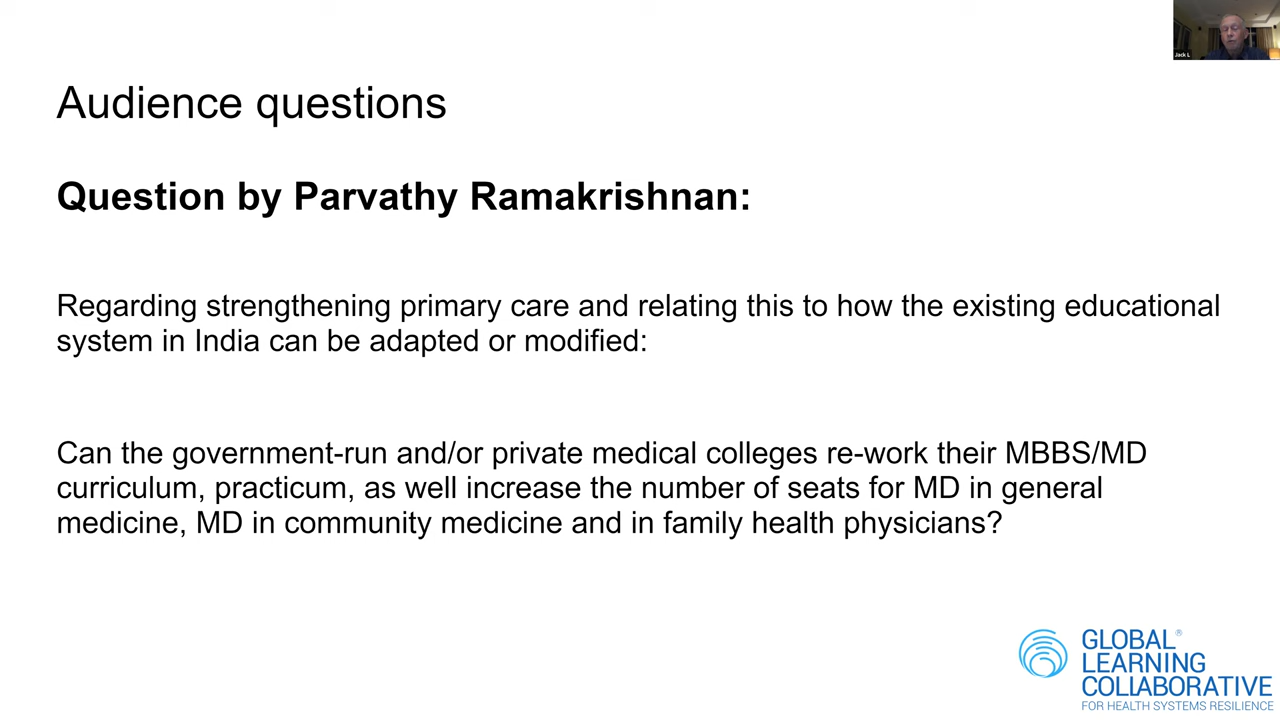 Jack L
Audience questions
Question by Parvathy Ramakrishnan:
Regarding strengthening primary care and relating this to how the existing educational
system in India can be adapted or modified:
Can the government-run and/or private medical colleges re-work their MBBS/MD
curriculum, practicum, as well increase the number of seats for MD in general
medicine, MD in community medicine and in family health physicians?
GLOBAL®
LEARNING
COLLABORATIVE
FOR HEALTH SYSTEMS RESILIENCE